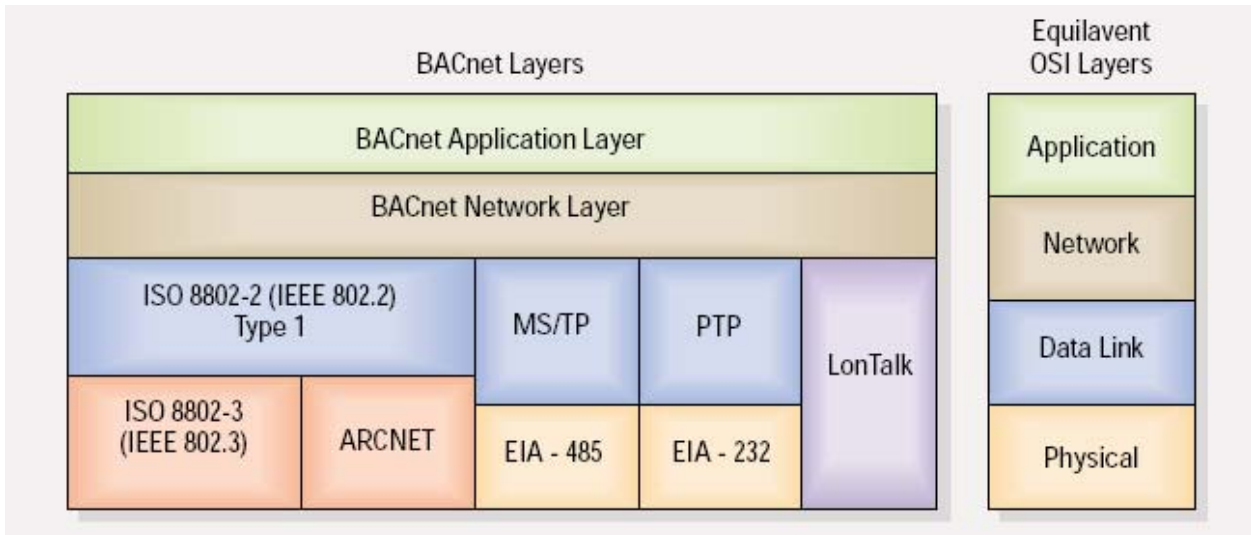 BACnet Layers
Equilavent
OSI Layers
BACnet Application Layer
BACnet Network Layer
ISO 8802-2 (IEEE 802.2)
Type 1
MS/TP
PTP
LonTalk
ISO 8802-3
(IEEE 802.3)
ARCNET
EIA - 485
EIA - 232
Application
Network
Data Link
Physical